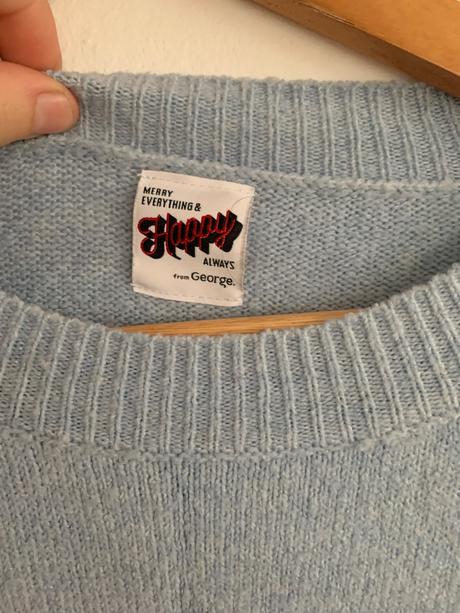 MERRY
EVERYTHING &
Happy
ALWAYS
from George.